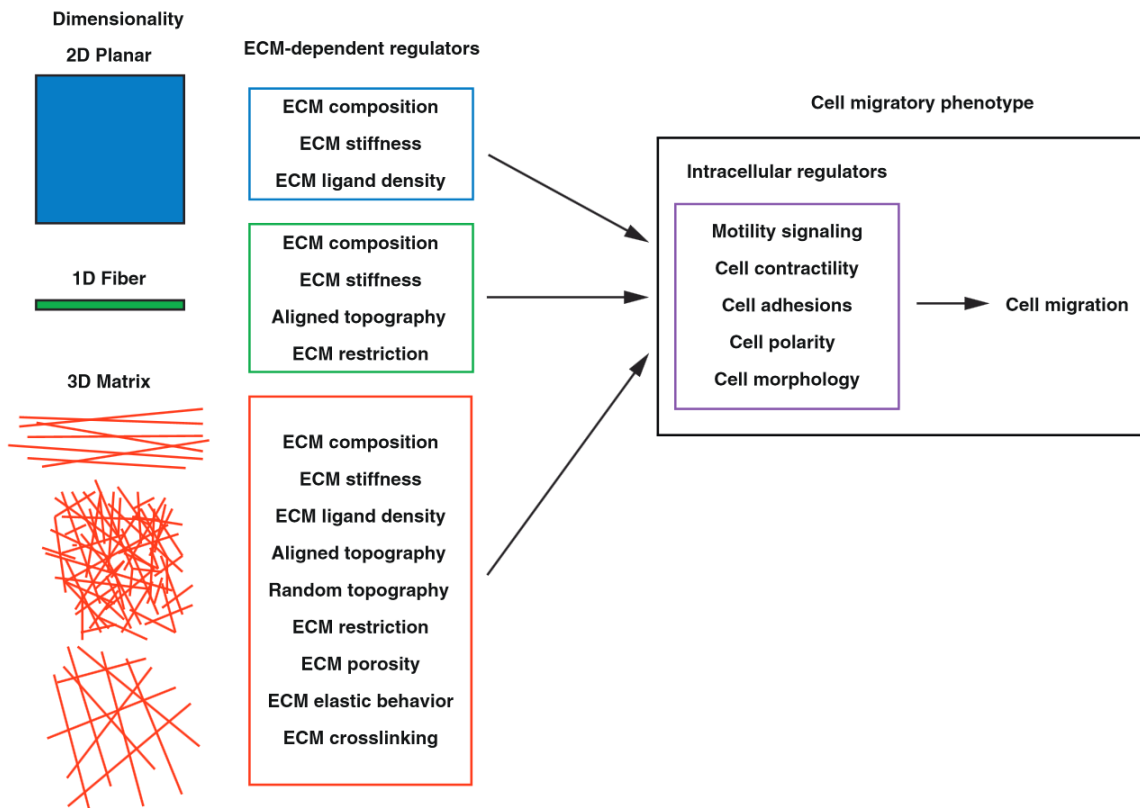 Dimensionality
2D Planar
1D Fiber
3D Matrix
ECM-dependent regulators
ECM composition
ECM stiffness
ECM ligand density
ECM composition
ECM stiffness
Aligned topography
ECM restriction
ECM composition
ECM stiffness
ECM ligand density
Aligned topography
Random topography
ECM restriction
ECM porosity
ECM elastic behavior
ECM crosslinking
Cell migratory phenotype
Intracellular regulators
Motility signaling
Cell contractility
Cell adhesions
Cell polarity
Cell morphology
Cell migration